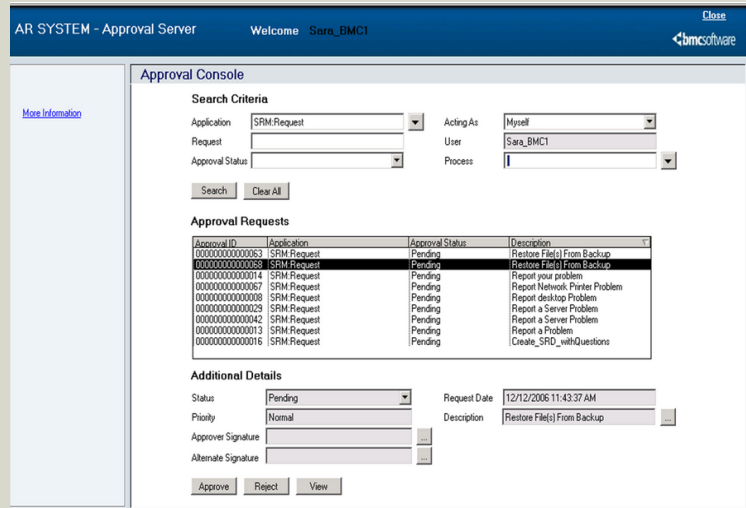 Close
AR SYSTEM - Approval Server Welcome Sara_BMC1
bmcsoftware
Approval Console
More Information
Search Criteria
Application SRM:Request Acting As Myself
Request User Sara_BMC1
Approval Status Process
Search Clear All
Approval Requests
Approval ID Application Approval Status Description
000000000000063 SRM:Request Pending Restore File(s) From Backup
000000000000068 SRM:Request Pending Restore File(s) From Backup
000000000000014 SRM:Request Pending Report your problem
000000000000067 SRM:Request Pending Report Network Printer Problem
000000000000008 SRM:Request Pending Report desktop Problem
000000000000029 SRM:Request Pending Report a Server Problem
000000000000042 SRM:Request Pending Report a Server Problem
000000000000013 SRM:Request Pending Report a Problem
000000000000016 SRM:Request Pending Create_SRD_withQuestions
Additional Details
Status Pending Request Date 12/12/2006 11:43:37 AM
Priority Normal Description Restore File(s) From Backup ...
Approver Signature ...
Alternate Signature ...
Approve Reject View